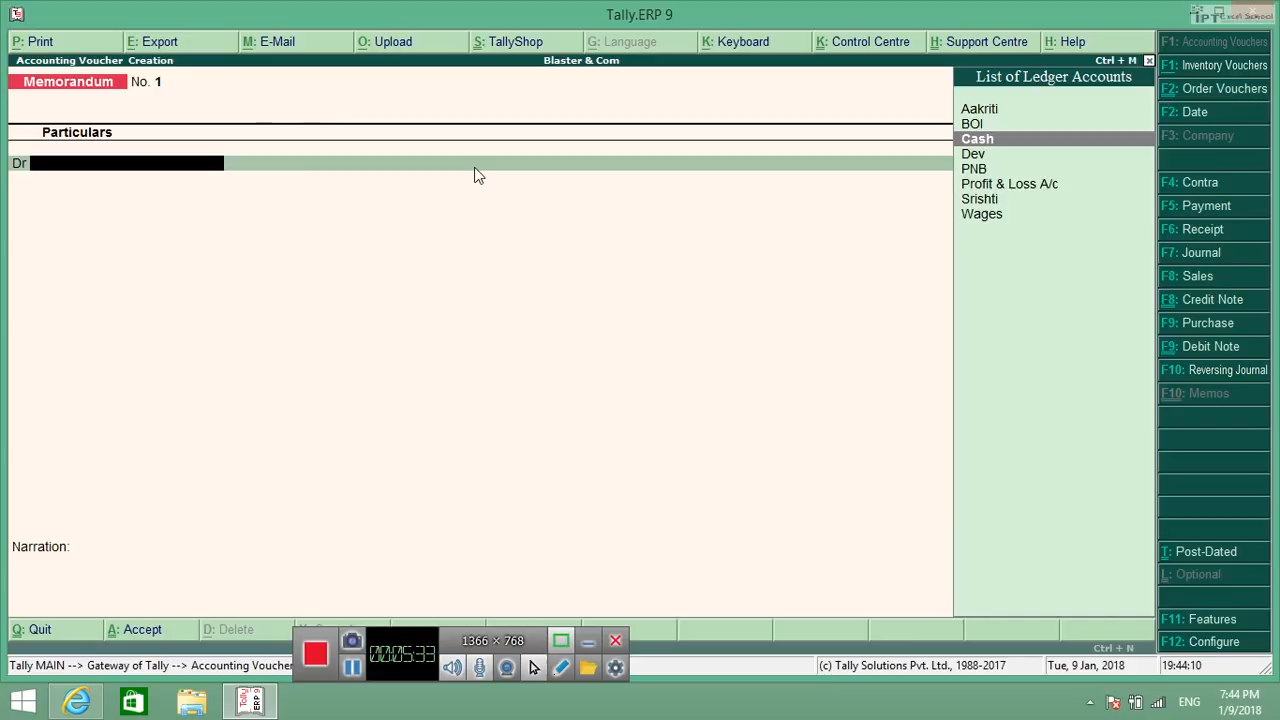 Tally.ERP 9
P: Print E: Export M: E-Mail O: Upload S: TallyShop G: Language K: Keyboard K: Control Centre H: Support Centre H: Help
Accounting Voucher Creation Blaster & Com Ctrl + M
Memorandum No. 1
Particulars
Dr
List of Ledger Accounts
Aakriti
BOI
Cash
Dev
PNB
Profit & Loss A/c
Srishti
Wages
F1: Accounting Vouchers
F1: Inventory Vouchers
F2: Order Vouchers
F2: Date
F3: Company
F4: Contra
F5: Payment
F6: Receipt
F7: Journal
F8: Sales
F8: Credit Note
F9: Purchase
F9: Debit Note
F10: Reversing Journal
F10: Memos
T: Post-Dated
L: Optional
F11: Features
F12: Configure
Narration:
Q: Quit A: Accept D: Delete
1366 × 768
00:05:33
Ctrl + N
Tally MAIN --> Gateway of Tally --> Accounting Voucher
(c) Tally Solutions Pvt. Ltd., 1988-2017 Tue, 9 Jan, 2018 19:44:10
Tally
ERP 9
ENG
7:44 PM
1/9/2018